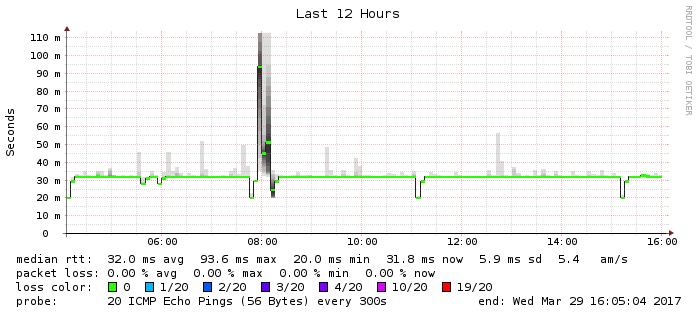 Last 12 Hours
RRDTOOL / TOBI OETIKER
Seconds
110 m
100 m
90 m
80 m
70 m
60 m
50 m
40 m
30 m
20 m
10 m
0
06:00 08:00 10:00 12:00 14:00 16:00
median rtt: 32.0 ms avg 93.6 ms max 20.0 ms min 31.8 ms now 5.9 ms sd 5.4 am/s
packet loss: 0.00 % avg 0.00 % max 0.00 % min 0.00 % now
loss color: 0 1/20 2/20 3/20 4/20 10/20 19/20
probe: 20 ICMP Echo Pings (56 Bytes) every 300s end: Wed Mar 29 16:05:04 2017